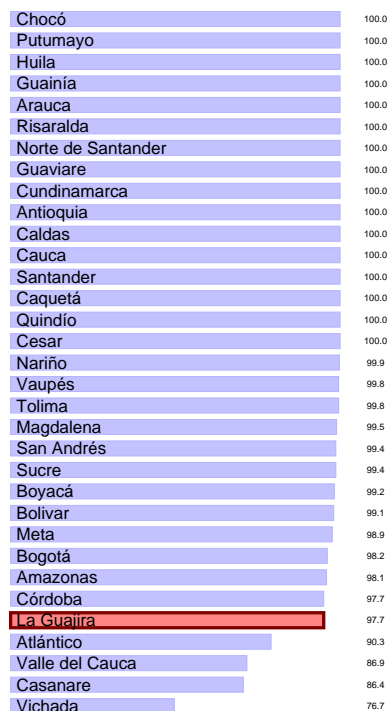 Chocó 100.0
Putumayo 100.0
Huila 100.0
Guainía 100.0
Arauca 100.0
Risaralda 100.0
Norte de Santander 100.0
Guaviare 100.0
Cundinamarca 100.0
Antioquia 100.0
Caldas 100.0
Cauca 100.0
Santander 100.0
Caquetá 100.0
Quindío 100.0
Cesar 100.0
Nariño 99.9
Vaupés 99.8
Tolima 99.8
Magdalena 99.5
San Andrés 99.4
Sucre 99.4
Boyacá 99.2
Bolivar 99.1
Meta 98.9
Bogotá 98.2
Amazonas 98.1
Córdoba 97.7
La Guajira 97.7
Atlántico 90.3
Valle del Cauca 86.9
Casanare 86.4
Vichada 76.7